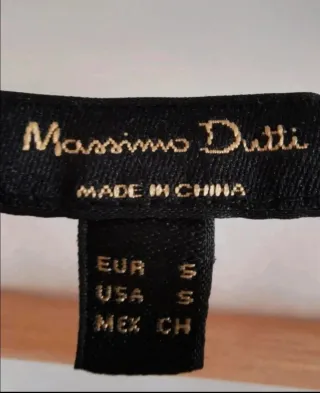 Massimo Dutti
MADE IN CHINA
EUR S
USA S
MEX CH